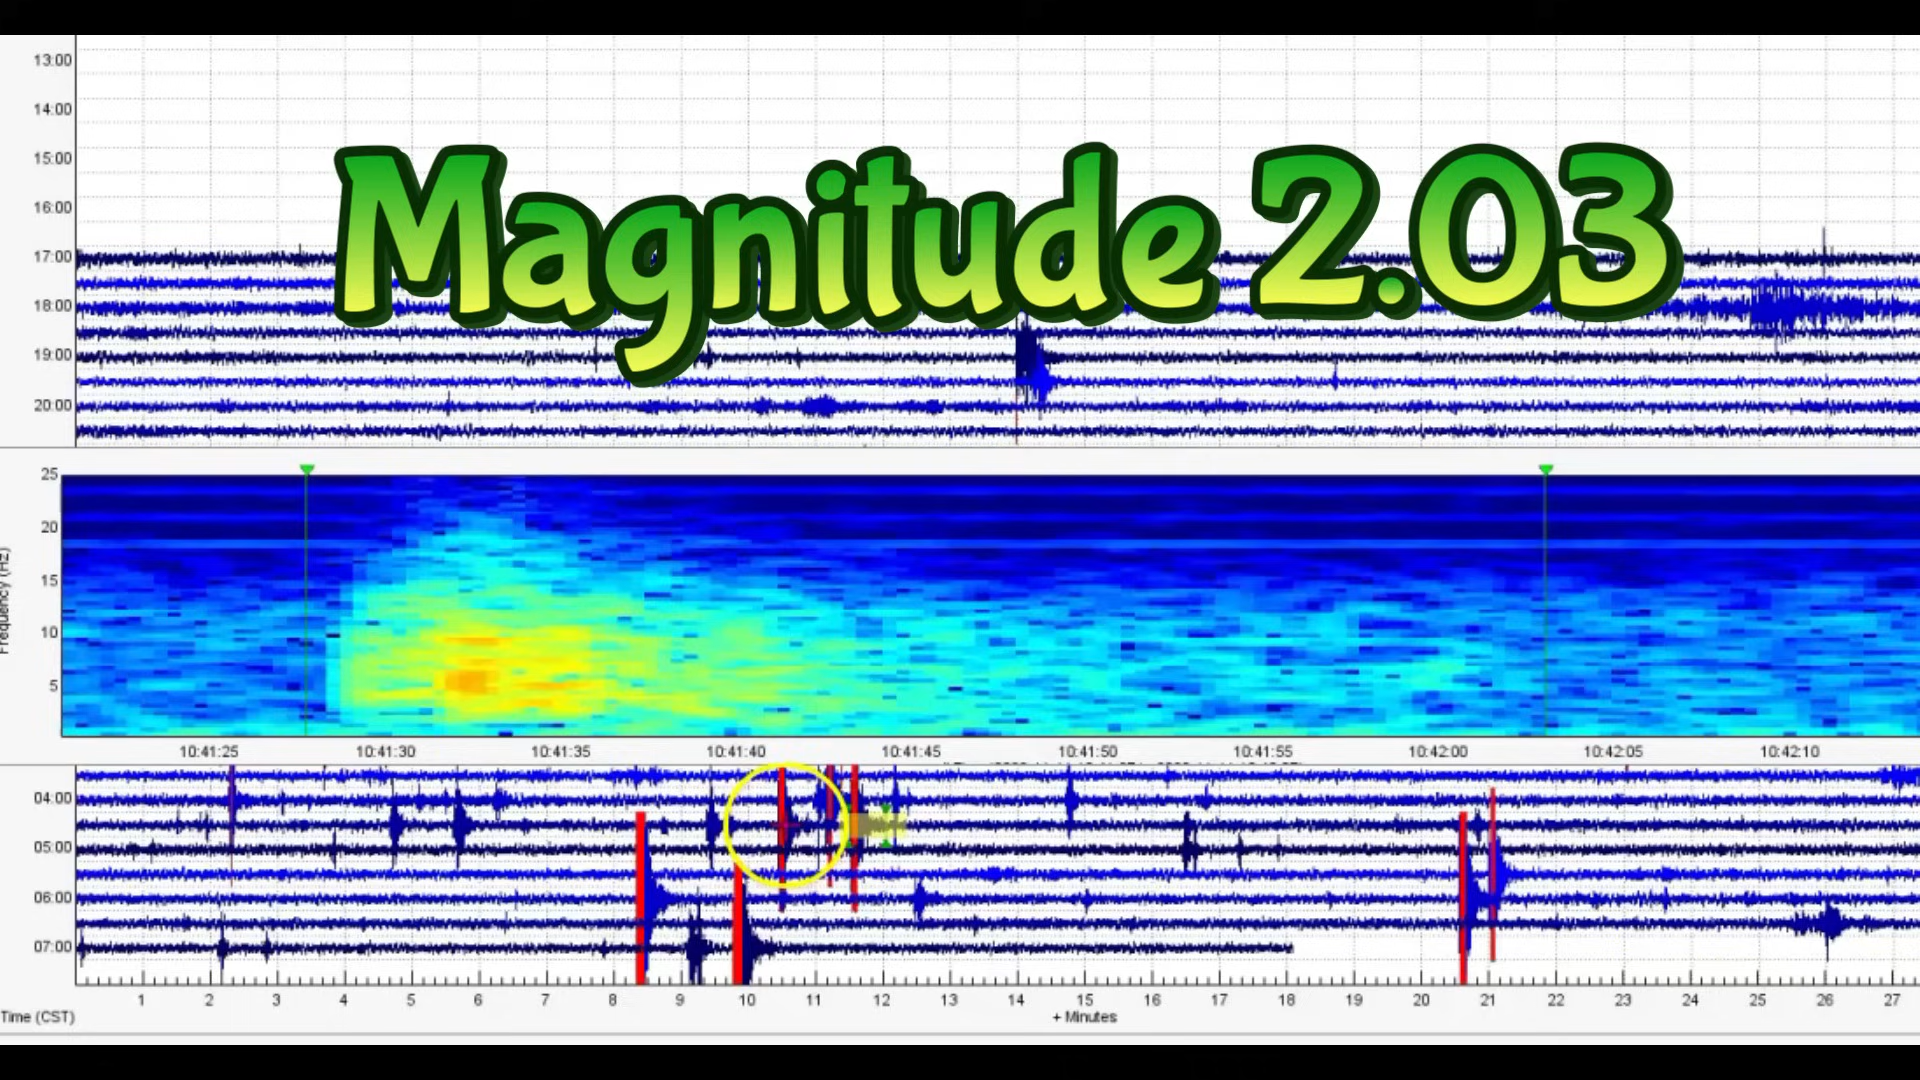 13:00
14:00
15:00
16:00
17:00
18:00
19:00
20:00
Magnitude 2.03
25
20
15
10
5
Frequency (Hz)
10:41:25 10:41:30 10:41:35 10:41:40 10:41:45 10:41:50 10:41:55 10:42:00 10:42:05 10:42:10
04:00
05:00
06:00
07:00
1 2 3 4 5 6 7 8 9 10 11 12 13 14 15 16 17 18 19 20 21 22 23 24 25 26 27
Time (CST)
+ Minutes